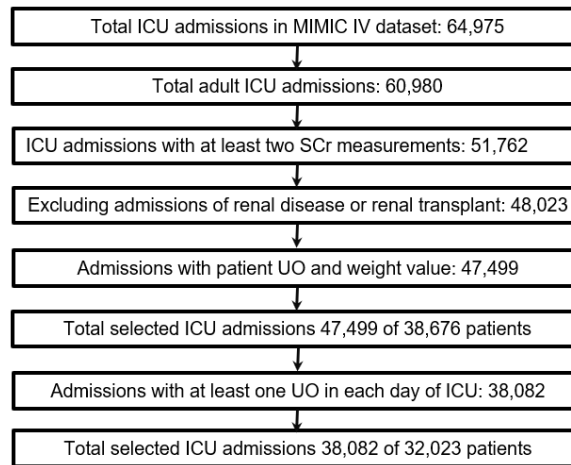 Total ICU admissions in MIMIC IV dataset: 64,975
Total adult ICU admissions: 60,980
ICU admissions with at least two SCr measurements: 51,762
Excluding admissions of renal disease or renal transplant: 48,023
Admissions with patient UO and weight value: 47,499
Total selected ICU admissions 47,499 of 38,676 patients
Admissions with at least one UO in each day of ICU: 38,082
Total selected ICU admissions 38,082 of 32,023 patients